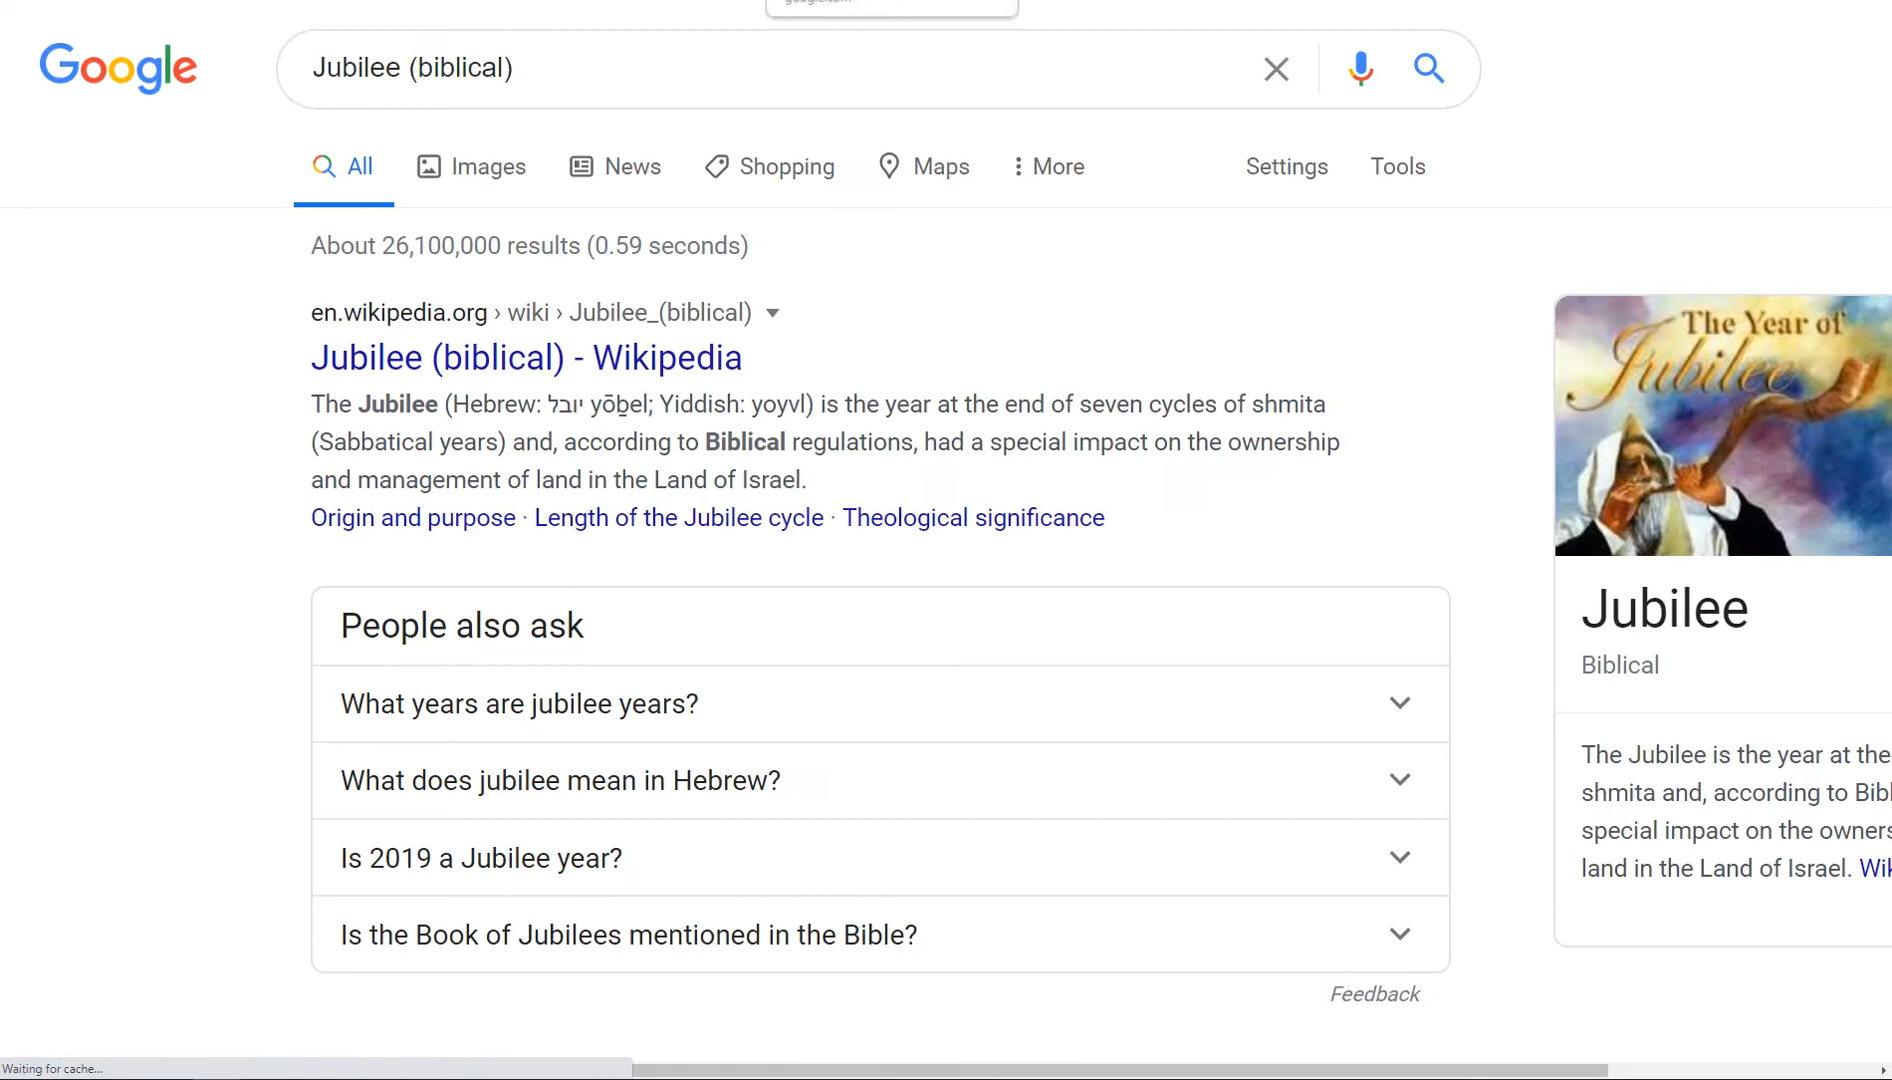 Google
Jubilee (biblical)
All
Images
News
Shopping
Maps
More
Settings
Tools
About 26,100,000 results (0.59 seconds)
en.wikipedia.org › wiki › Jubilee_(biblical)
Jubilee (biblical) - Wikipedia
The Jubilee (Hebrew: יובל yōḇel; Yiddish: yoyvl) is the year at the end of seven cycles of shmita
(Sabbatical years) and, according to Biblical regulations, had a special impact on the ownership
and management of land in the Land of Israel.
Origin and purpose · Length of the Jubilee cycle · Theological significance
People also ask
What years are jubilee years?
What does jubilee mean in Hebrew?
Is 2019 a Jubilee year?
Is the Book of Jubilees mentioned in the Bible?
Feedback
The Year of
Jubilee
Jubilee
Biblical
The Jubilee is the year at the
shmita and, according to Bibl
special impact on the owners
land in the Land of Israel. Wik
Waiting for cache...